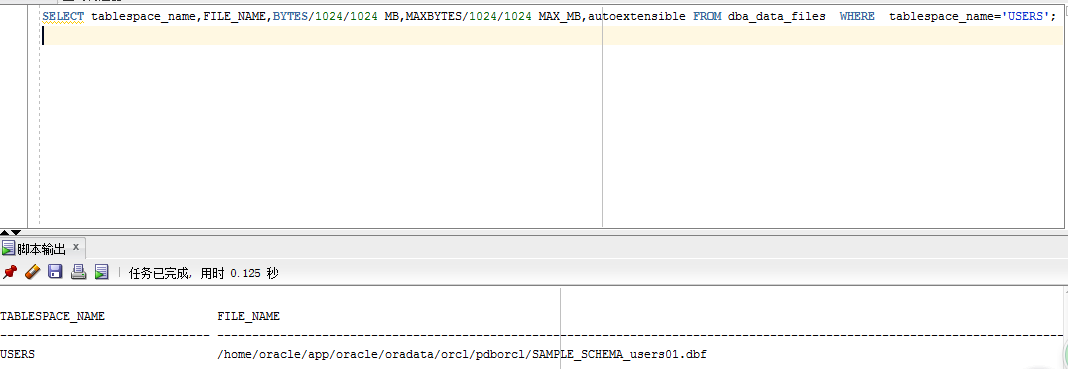 SELECT tablespace_name,FILE_NAME,BYTES/1024/1024 MB,MAXBYTES/1024/1024 MAX_MB,autoextensible FROM dba_data_files  WHERE  tablespace_name='USERS';
脚本输出 x
任务已完成, 用时 0.125 秒
TABLESPACE_NAME FILE_NAME
USERS /home/oracle/app/oracle/oradata/orcl/pdborcl/SAMPLE_SCHEMA_users01.dbf